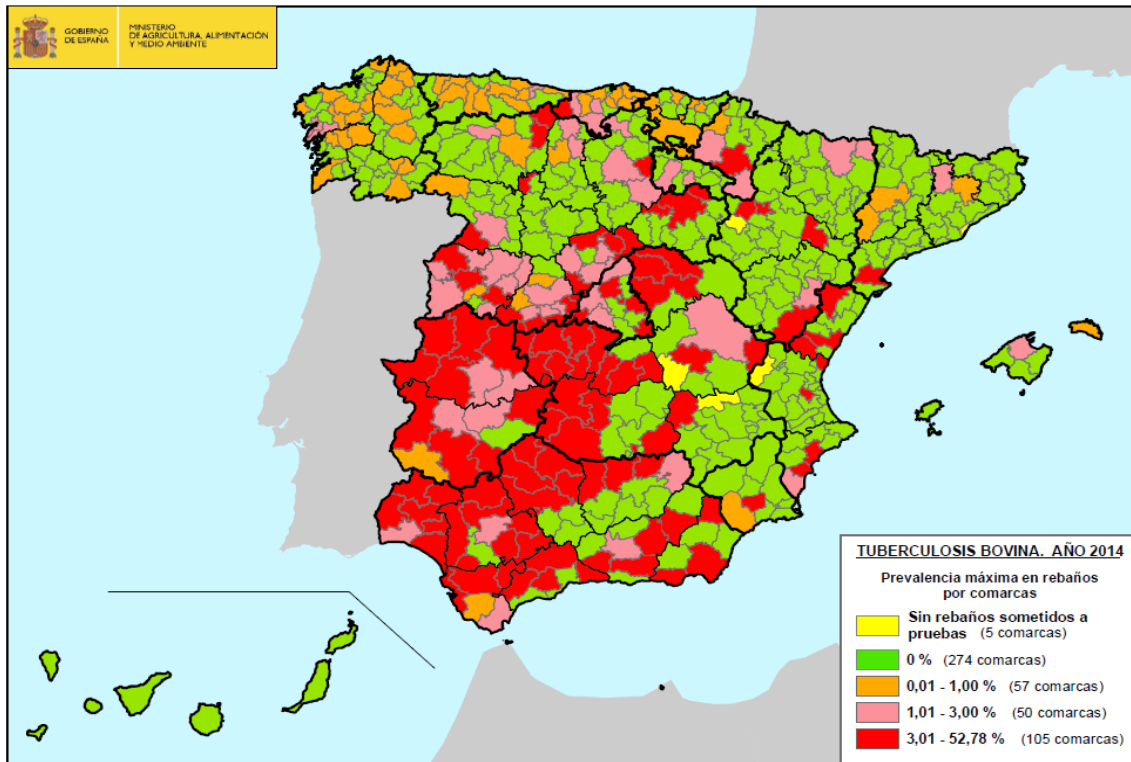 GOBIERNO
DE ESPAÑA
MINISTERIO
DE AGRICULTURA, ALIMENTACIÓN
Y MEDIO AMBIENTE
TUBERCULOSIS BOVINA. AÑO 2014
Prevalencia máxima en rebaños
por comarcas
Sin rebaños sometidos a
pruebas (5 comarcas)
0 % (274 comarcas)
0,01 - 1,00 % (57 comarcas)
1,01 - 3,00 % (50 comarcas)
3,01 - 52,78 % (105 comarcas)